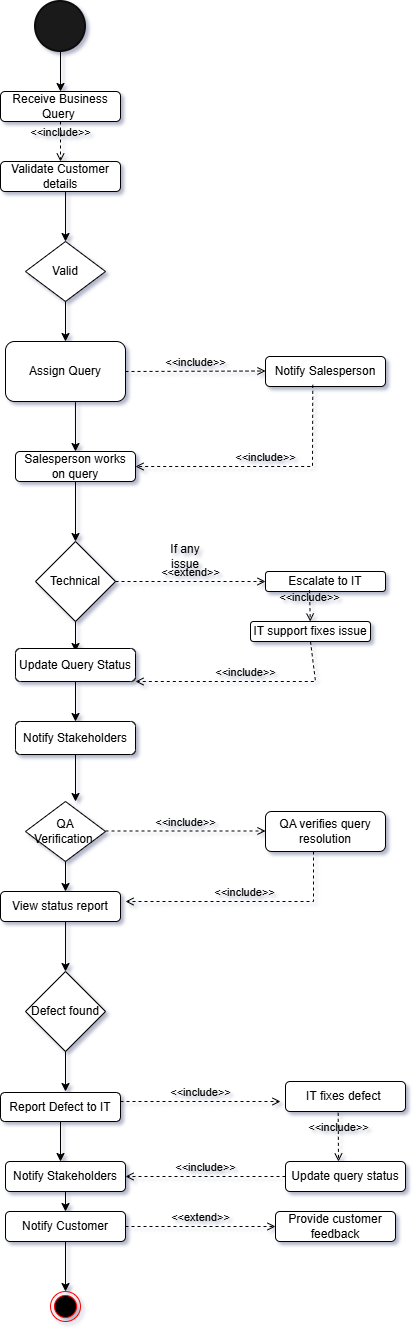 Receive Business
Query
<<include>>
Validate Customer
details
Valid
Assign Query
<<include>>
Notify Salesperson
<<include>>
Salesperson works
on query
If any
issue
Technical
<<extend>>
Escalate to IT
<<include>>
IT support fixes issue
Update Query Status
<<include>>
Notify Stakeholders
QA
Verification
<<include>>
QA verifies query
resolution
<<include>>
View status report
Defect found
Report Defect to IT
<<include>>
IT fixes defect
<<include>>
Notify Stakeholders
<<include>>
Update query status
Notify Customer
<<extend>>
Provide customer
feedback